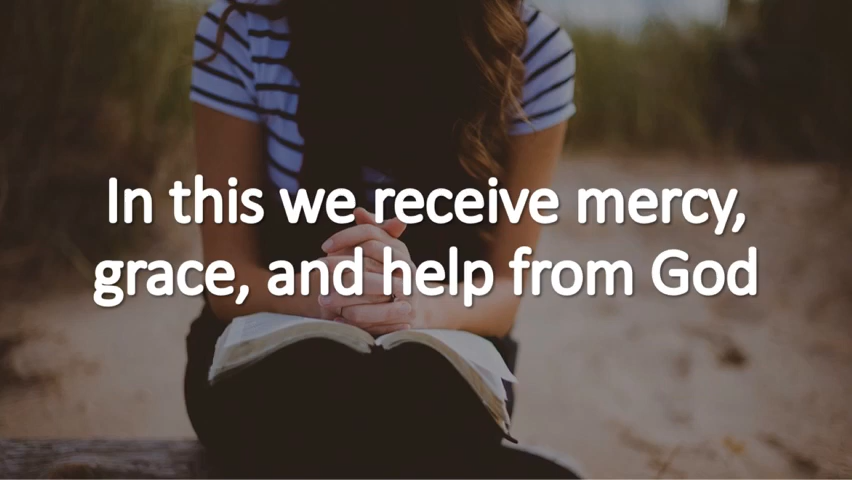 In this we receive mercy,
grace, and help from God